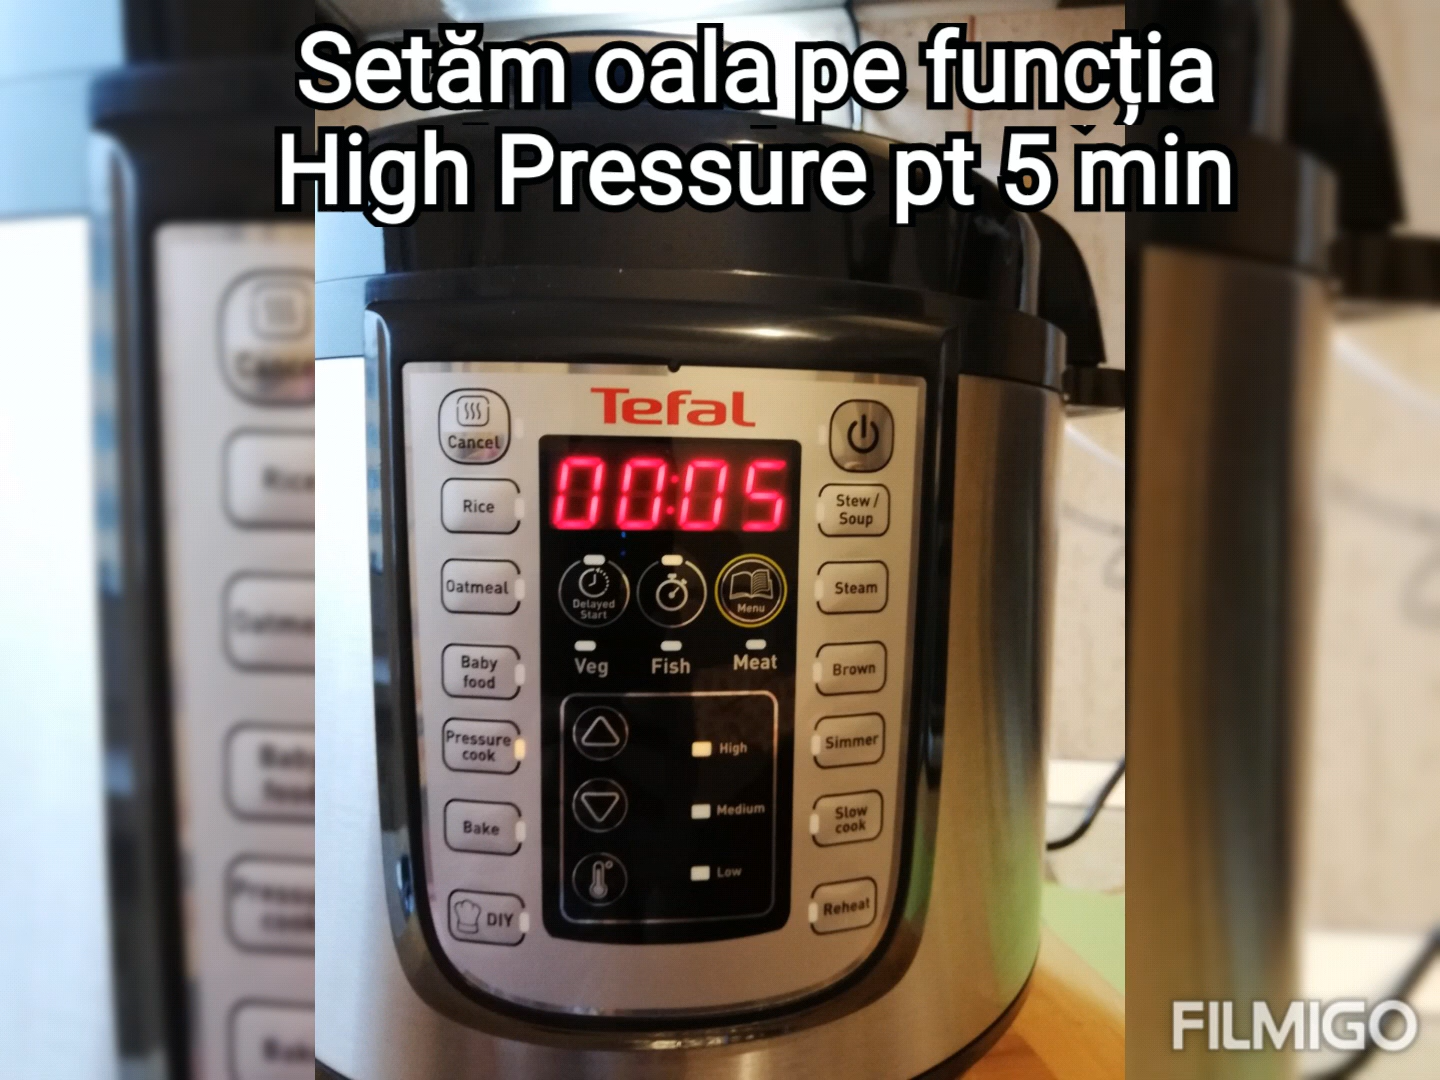 Setăm oala pe funcția
High Pressure pt 5 min
Tefal
Cancel
00:05
Rice
Stew /
Soup
Oatmeal
Delayed
Start
Menu
Steam
Baby
food
Veg
Fish
Meat
Brown
Pressure
cook
High
Simmer
Bake
Medium
Slow
cook
Low
DIY
Reheat
FILMIGO